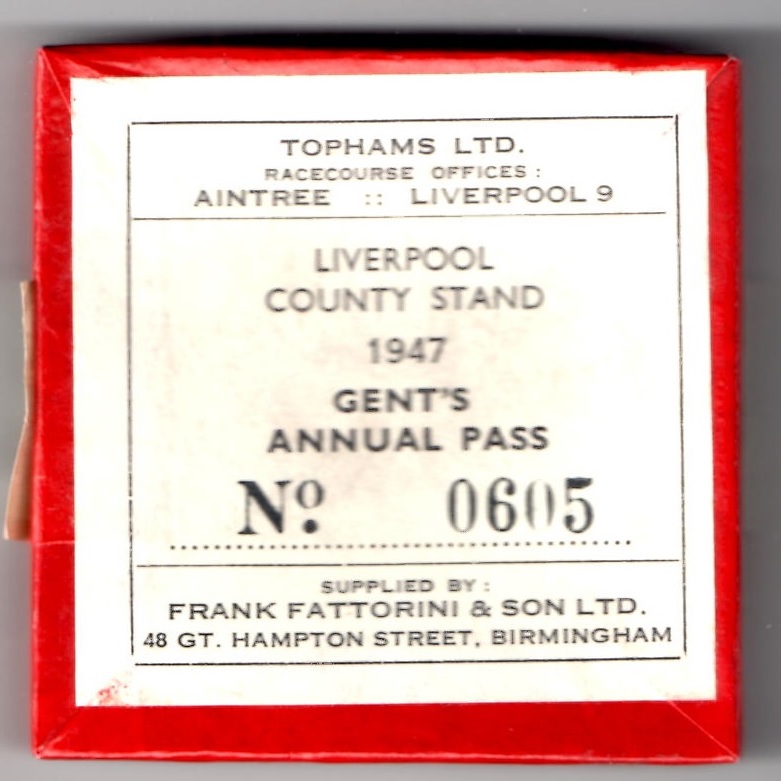 TOPHAMS LTD.
RACECOURSE OFFICES :
AINTREE :: LIVERPOOL 9
LIVERPOOL
COUNTY STAND
1947
GENT'S
ANNUAL PASS
No. 0605
SUPPLIED BY :
FRANK FATTORINI & SON LTD.
48 GT. HAMPTON STREET, BIRMINGHAM